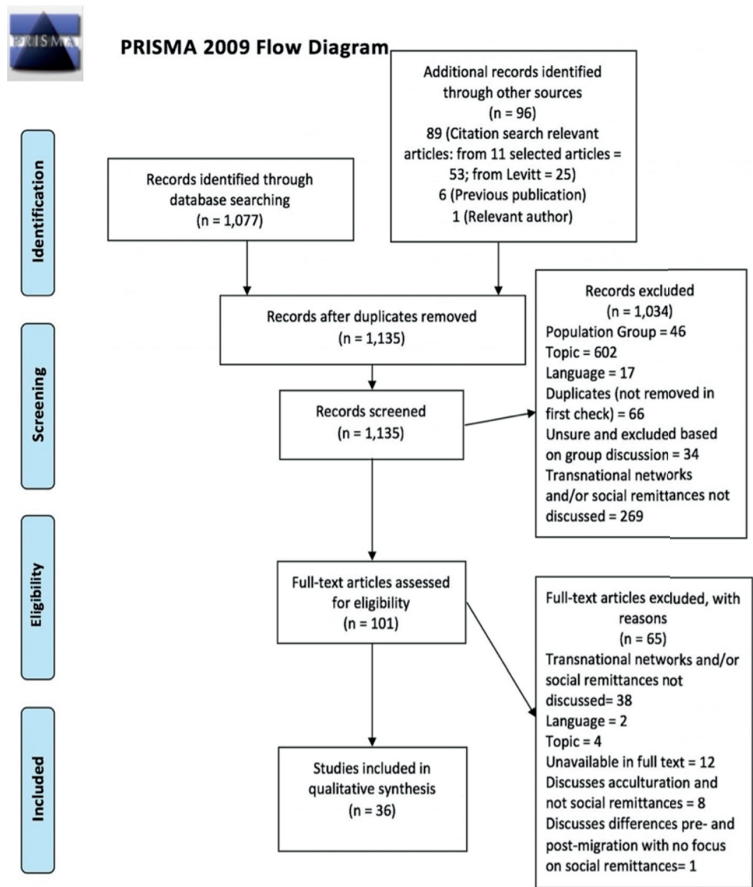 PRISMA
PRISMA 2009 Flow Diagram
Additional records identified
through other sources
(n = 96)
89 (Citation search relevant
articles: from 11 selected articles =
53; from Levitt = 25)
6 (Previous publication)
1 (Relevant author)
Records identified through
database searching
(n = 1,077)
Identification
Records after duplicates removed
(n = 1,135)
Records excluded
(n = 1,034)
Population Group = 46
Topic = 602
Language = 17
Duplicates (not removed in
first check) = 66
Unsure and excluded based
on group discussion = 34
Transnational networks
and/or social remittances not
discussed = 269
Screening
Records screened
(n = 1,135)
Eligibility
Full-text articles assessed
for eligibility
(n = 101)
Full-text articles excluded, with
reasons
(n = 65)
Transnational networks and/or
social remittances not
discussed= 38
Language = 2
Topic = 4
Unavailable in full text = 12
Discusses acculturation and
not social remittances = 8
Discusses differences pre- and
post-migration with no focus
on social remittances= 1
Included
Studies included in
qualitative synthesis
(n = 36)